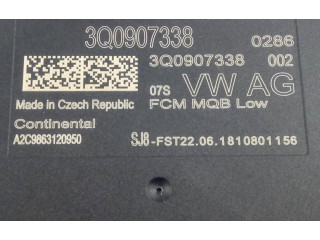 3Q0907338 0286
3Q0907338 002
07S VW AG
Made in Czech Republic FCM MQB Low
Continental
A2C9863120950 SJ8-FST22.06.1810801156